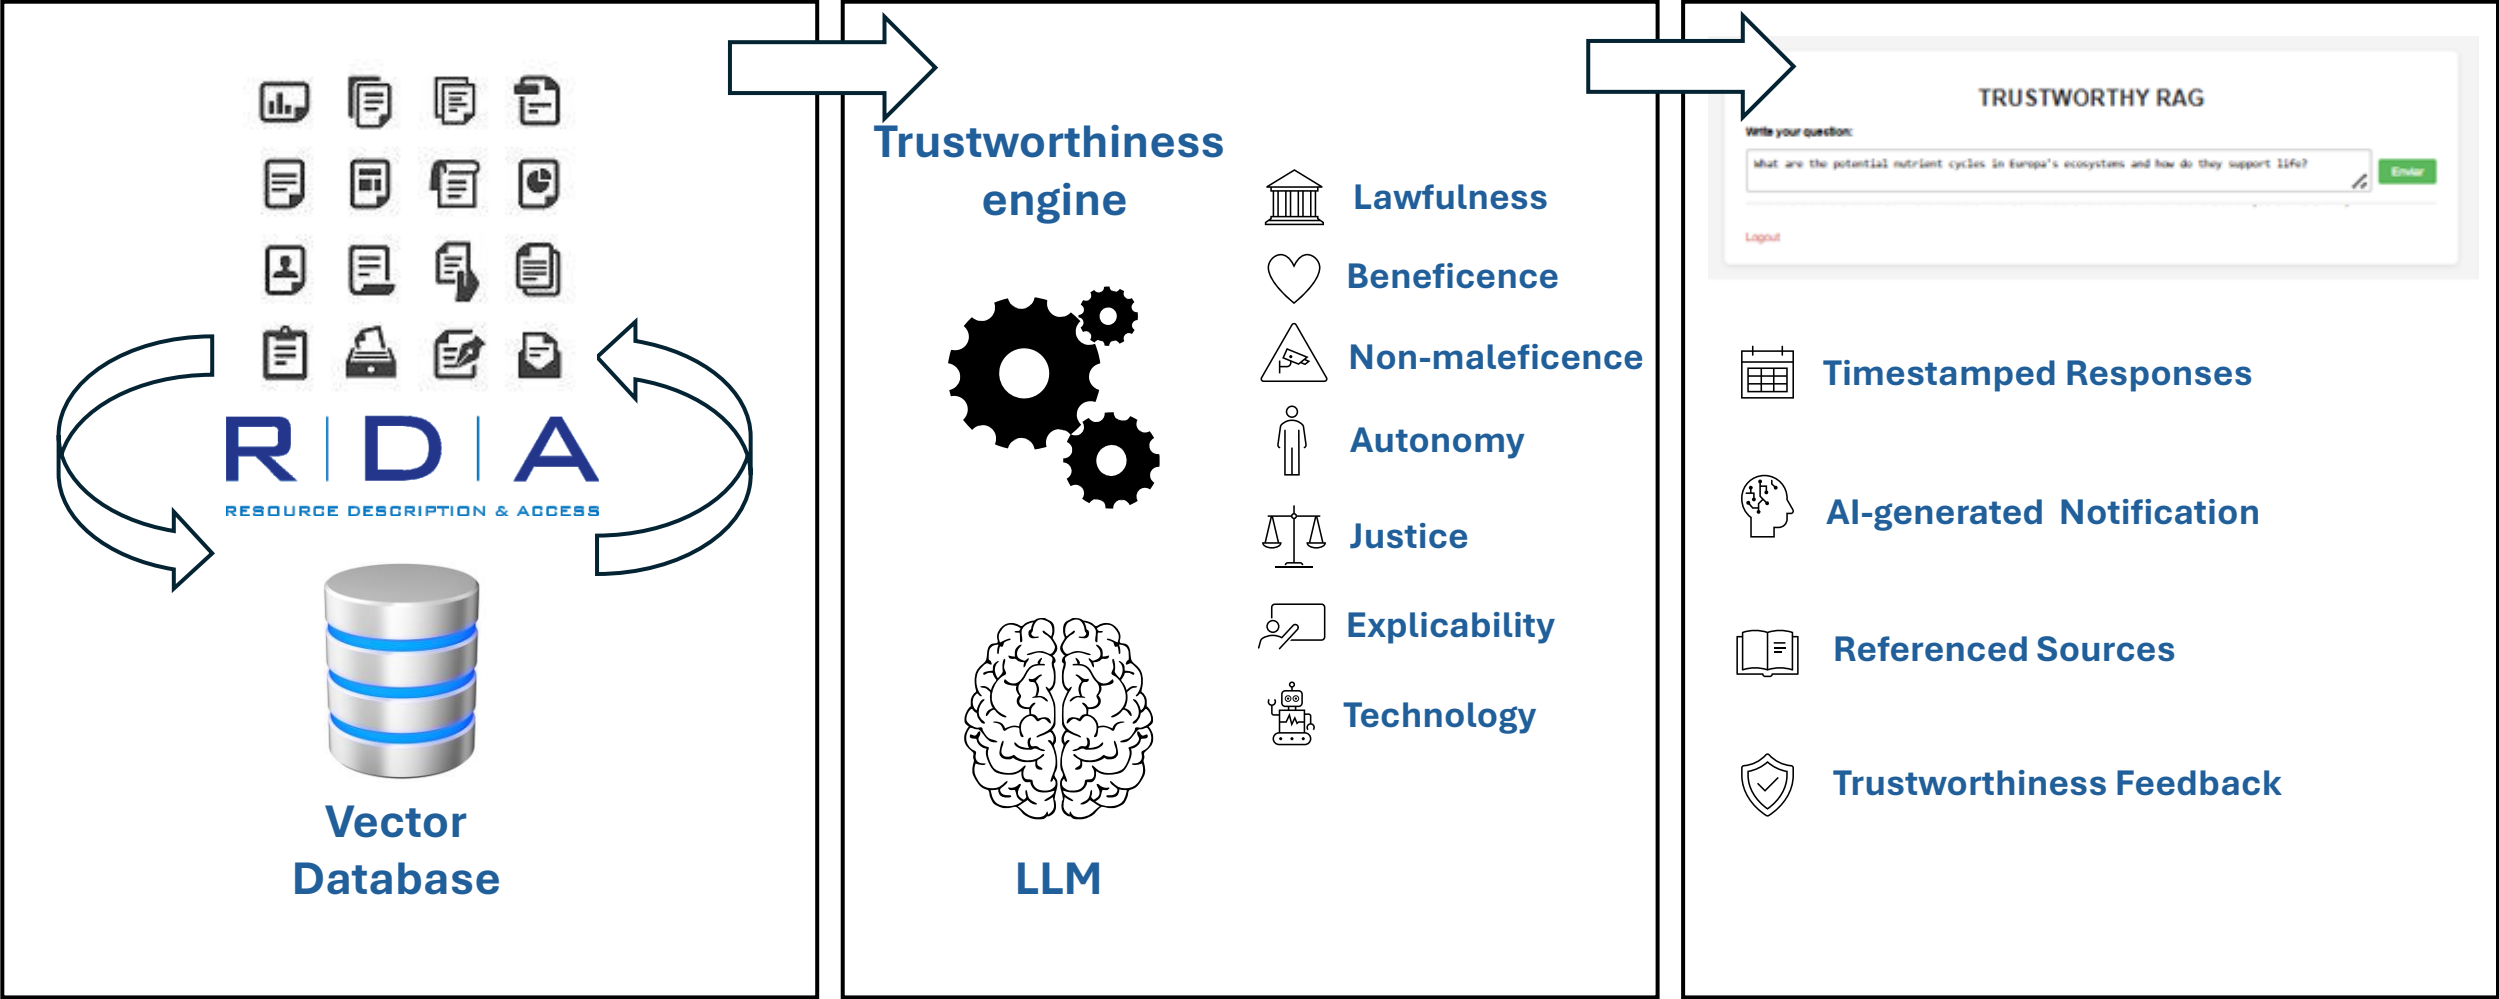 R | D | A
RESOURCE DESCRIPTION & ACCESS
Vector
Database
Trustworthiness
engine
LLM
Lawfulness
Beneficence
Non-maleficence
Autonomy
Justice
Explicability
Technology
TRUSTWORTHY RAG
Write your question:
What are the potential nutrient cycles in Europa's ecosystems and how do they support life?
Enviar
Logout
Timestamped Responses
AI-generated Notification
Referenced Sources
Trustworthiness Feedback